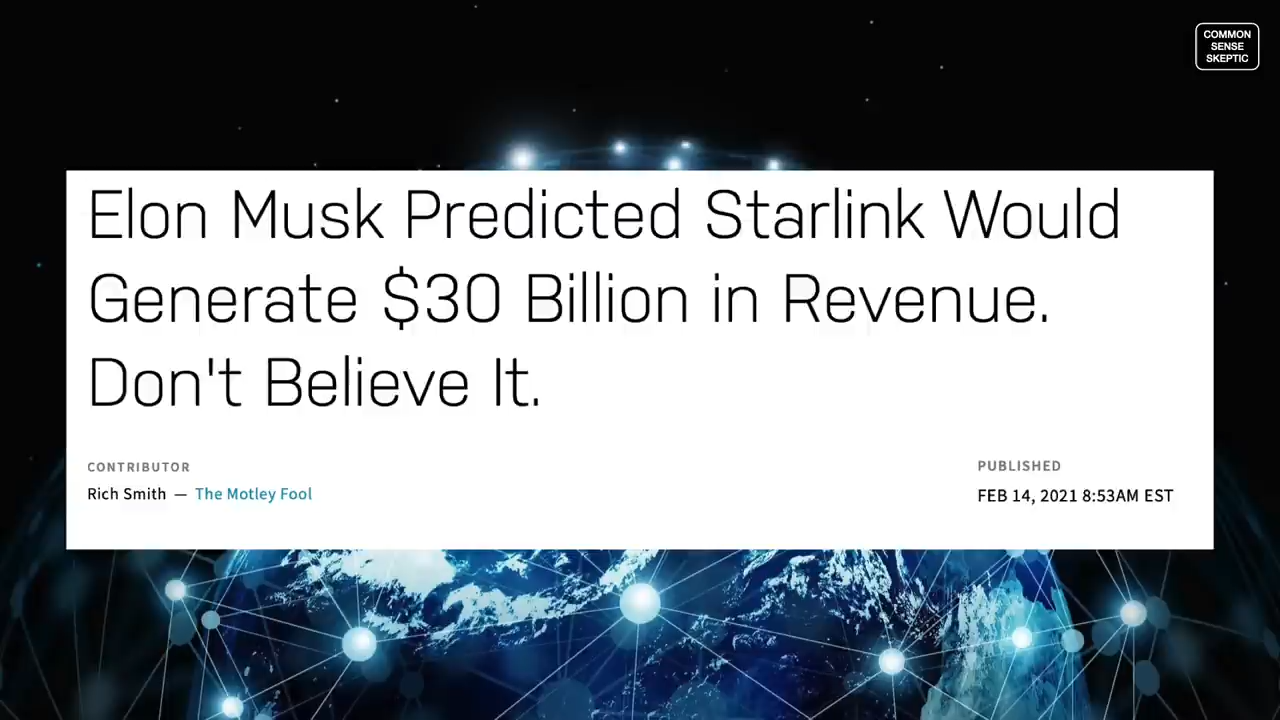 COMMON
SENSE
SKEPTIC
Elon Musk Predicted Starlink Would
Generate $30 Billion in Revenue.
Don't Believe It.
CONTRIBUTOR
Rich Smith — The Motley Fool
PUBLISHED
FEB 14, 2021 8:53AM EST